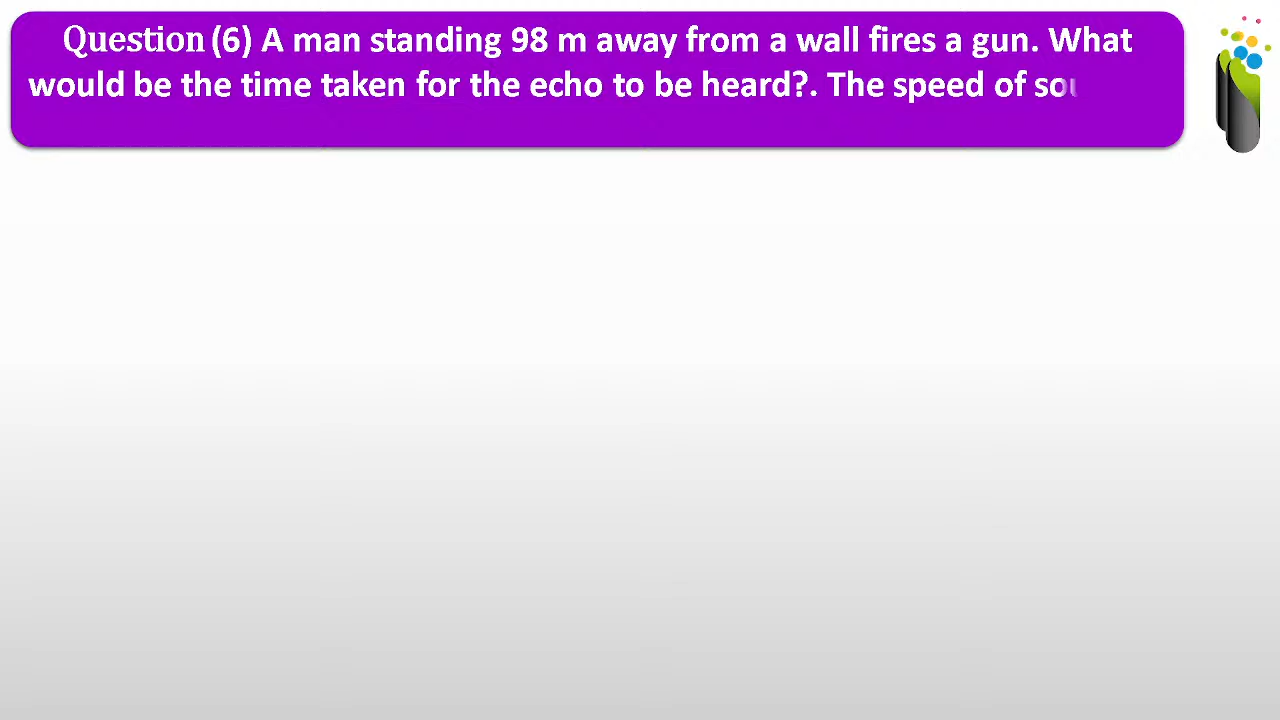 Question (6) A man standing 98 m away from a wall fires a gun. What
would be the time taken for the echo to be heard?. The speed of